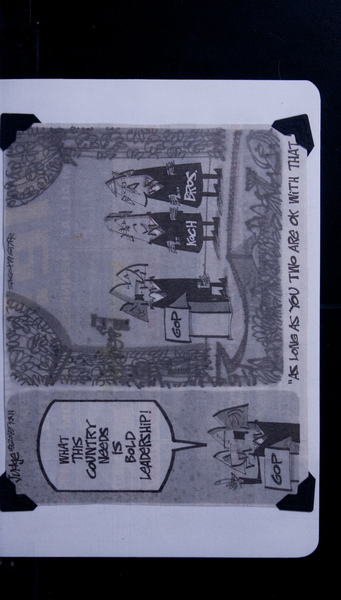 WHAT
THIS
COUNTRY
NEEDS
IS
BOLD
LEADERSHIP!
GOP
GOP
KOCH
BROS.
"AS LONG AS YOU TWO ARE OK WITH THAT